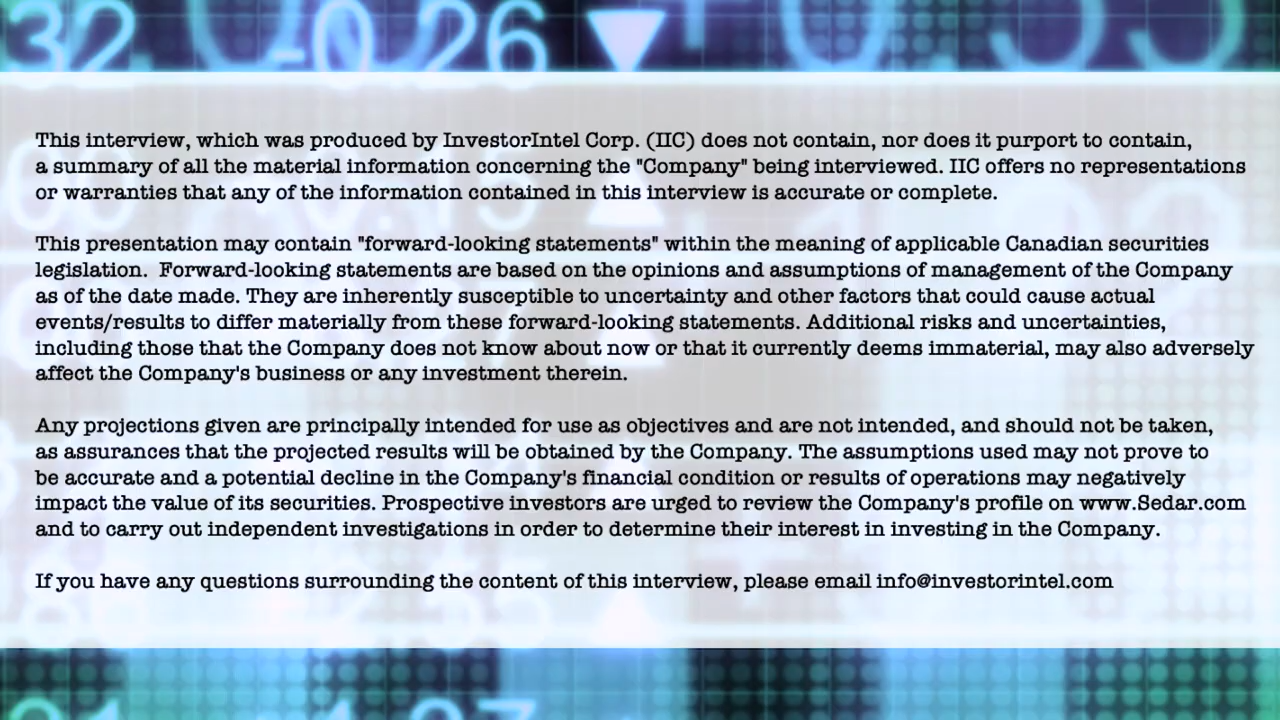 32 -0.26 ▼ +0.55
This interview, which was produced by InvestorIntel Corp. (IIC) does not contain, nor does it purport to contain,
a summary of all the material information concerning the "Company" being interviewed. IIC offers no representations
or warranties that any of the information contained in this interview is accurate or complete.
This presentation may contain "forward-looking statements" within the meaning of applicable Canadian securities
legislation.  Forward-looking statements are based on the opinions and assumptions of management of the Company
as of the date made. They are inherently susceptible to uncertainty and other factors that could cause actual
events/results to differ materially from these forward-looking statements. Additional risks and uncertainties,
including those that the Company does not know about now or that it currently deems immaterial, may also adversely
affect the Company's business or any investment therein.
Any projections given are principally intended for use as objectives and are not intended, and should not be taken,
as assurances that the projected results will be obtained by the Company. The assumptions used may not prove to
be accurate and a potential decline in the Company's financial condition or results of operations may negatively
impact the value of its securities. Prospective investors are urged to review the Company's profile on www.Sedar.com
and to carry out independent investigations in order to determine their interest in investing in the Company.
If you have any questions surrounding the content of this interview, please email info@investorintel.com